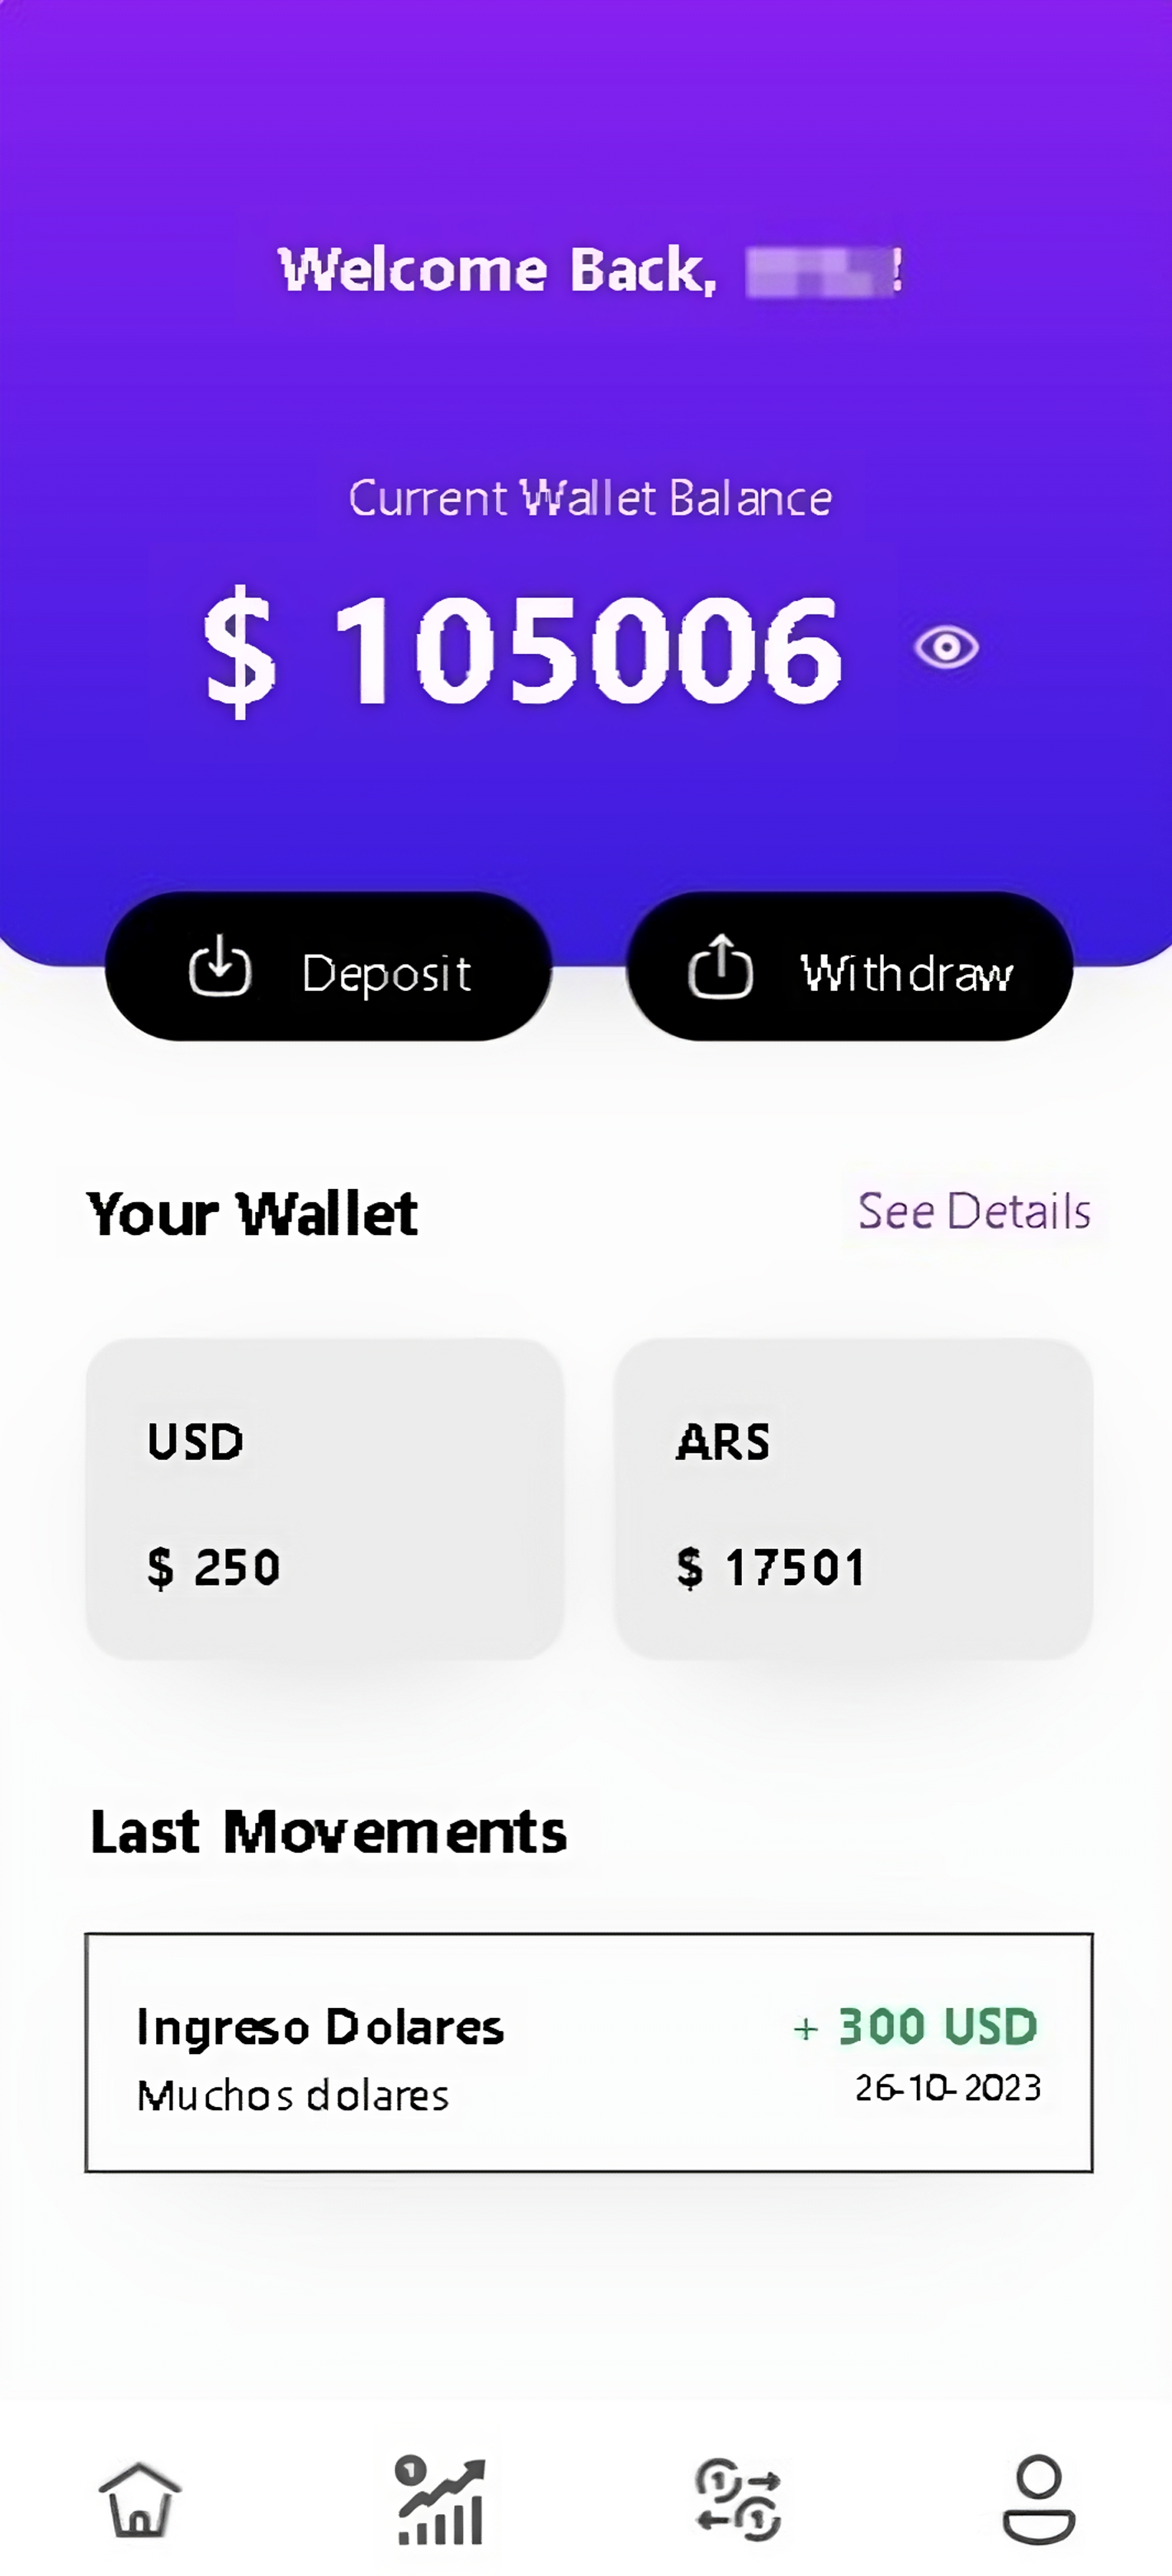 Welcome Back, !
Current Wallet Balance
$ 105006
Deposit
Withdraw
Your Wallet
See Details
USD
$ 250
ARS
$ 17501
Last Movements
Ingreso Dolares
+ 300 USD
Muchos dolares
26-10-2023